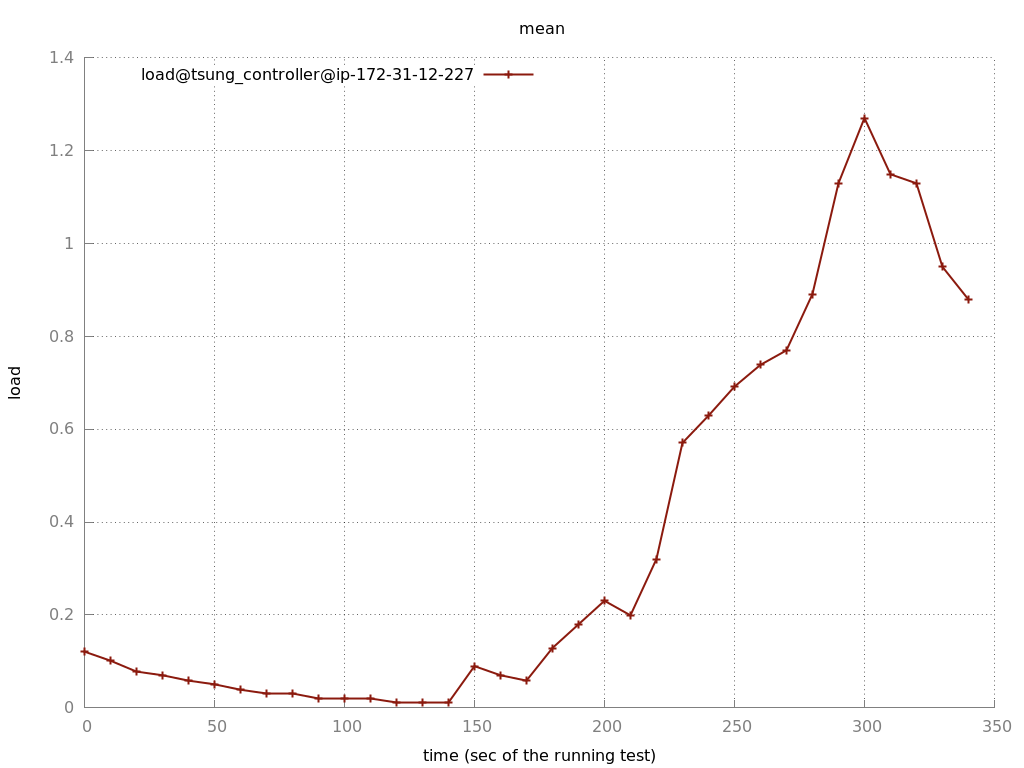 mean
load@tsung_controller@ip-172-31-12-227
1.4
1.2
1
0.8
0.6
0.4
0.2
0
load
0 50 100 150 200 250 300 350
time (sec of the running test)